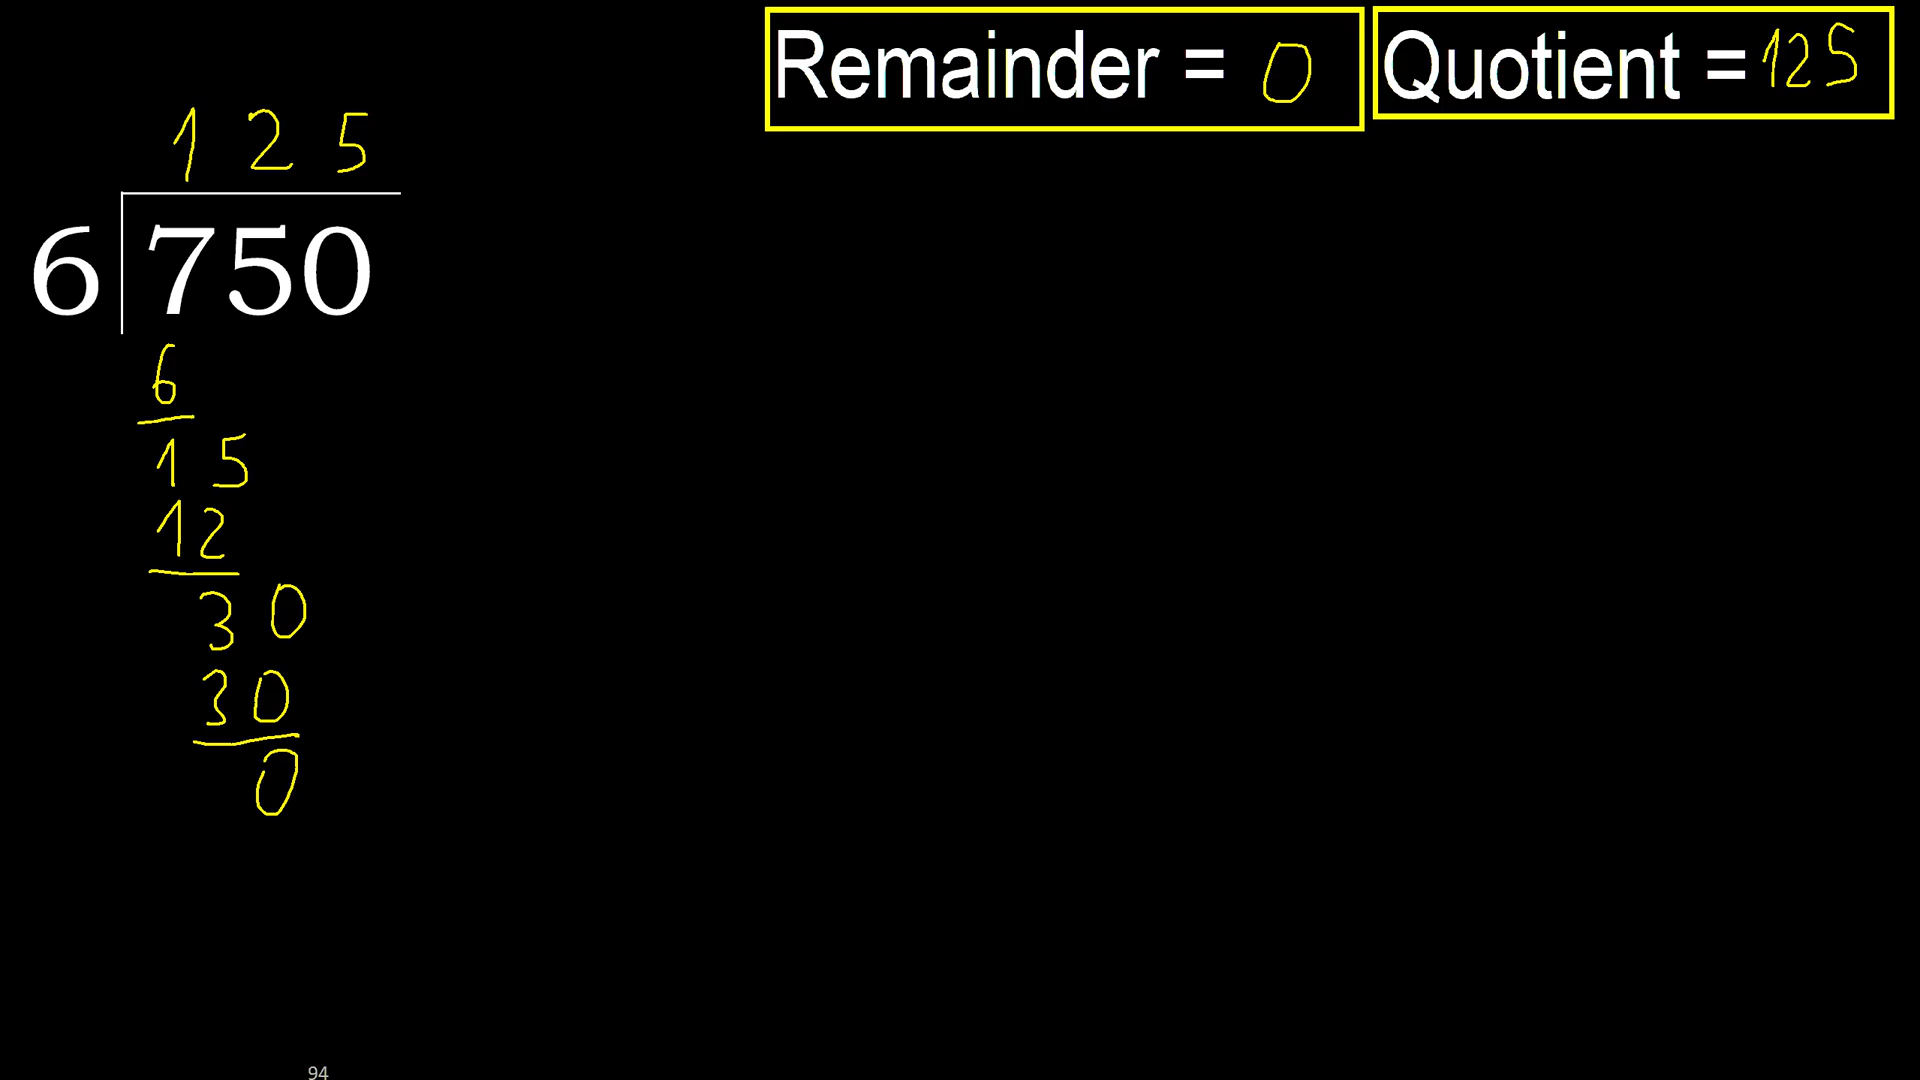 Remainder = 0
Quotient = 125
1 2 5
6 750
6
1 5
12
3 0
30
0
94